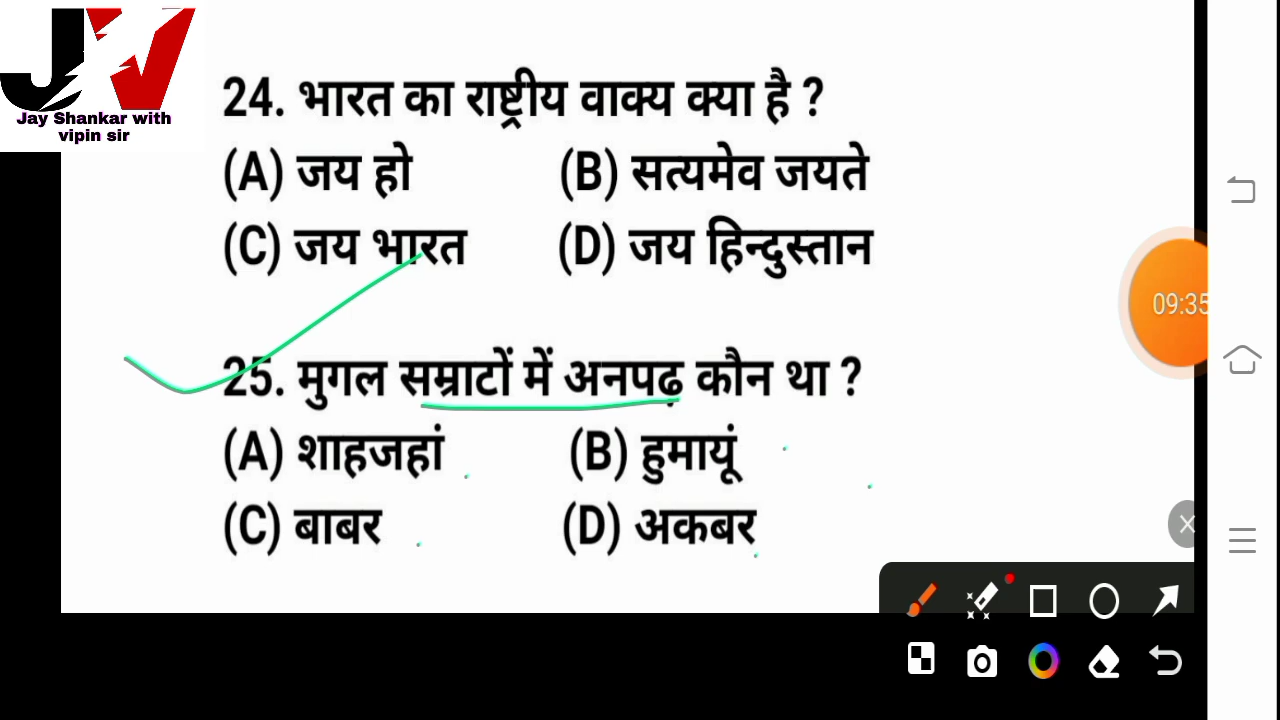 JV
Jay Shankar with
vipin sir
24. भारत का राष्ट्रीय वाक्य क्या है ?
(A) जय हो (B) सत्यमेव जयते
(C) जय भारत (D) जय हिन्दुस्तान
25. मुगल सम्राटों में अनपढ़ कौन था ?
(A) शाहजहां (B) हुमायूं
(C) बाबर (D) अकबर
09:35